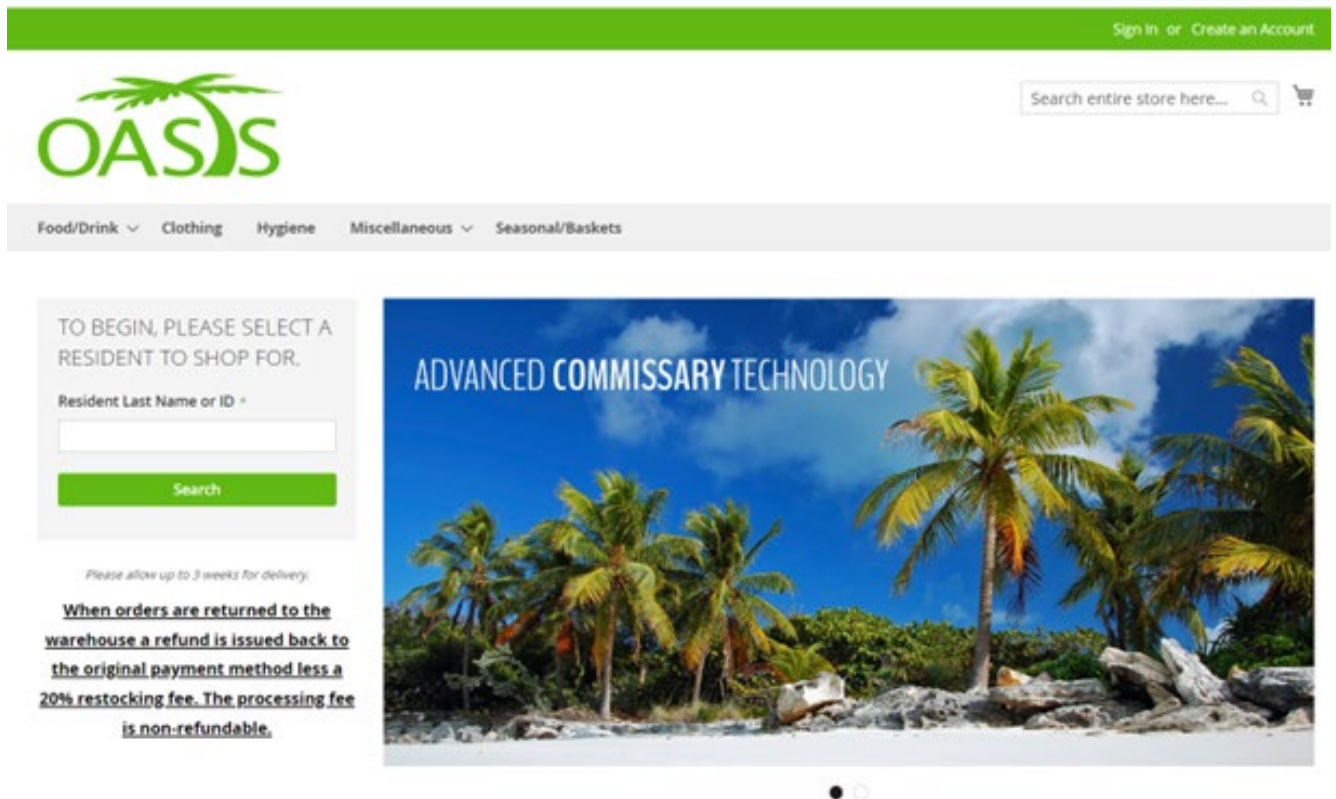 Sign In or Create an Account
OASIS
Search entire store here...
Food/Drink Clothing Hygiene Miscellaneous Seasonal/Baskets
TO BEGIN, PLEASE SELECT A
RESIDENT TO SHOP FOR.
Resident Last Name or ID *
Search
Please allow up to 3 weeks for delivery.
When orders are returned to the
warehouse a refund is issued back to
the original payment method less a
20% restocking fee. The processing fee
is non-refundable.
ADVANCED COMMISSARY TECHNOLOGY